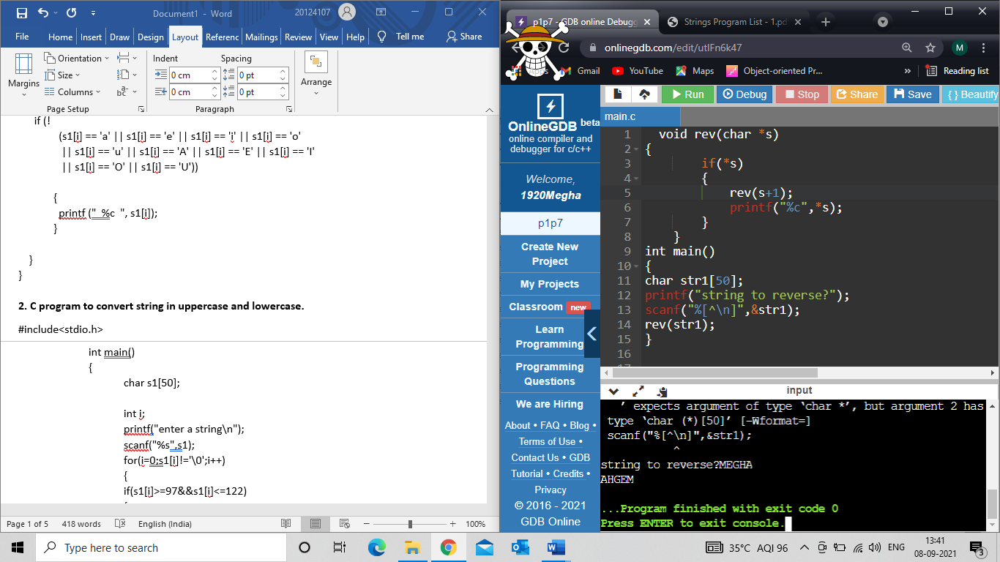 Document1 - Word
20124107
File Home Insert Draw Design Layout Referenc Mailings Review View Help Tell me Share
Margins
Orientation
Size
Columns
Page Setup
Indent
0 cm
0 cm
Spacing
0 pt
0 pt
Paragraph
Arrange
if (!
(s1[i] == 'a' || s1[i] == 'e' || s1[i] == 'i' || s1[i] == 'o'
|| s1[i] == 'u' || s1[i] == 'A' || s1[i] == 'E' || s1[i] == 'I'
|| s1[i] == 'O' || s1[i] == 'U'))
{
printf ("  %c  ", s1[i]);
}
}
}
2. C program to convert string in uppercase and lowercase.
#include<stdio.h>
int main()
{
char s1[50];
int i;
printf("enter a string\n");
scanf("%s",s1);
for(i=0;s1[i]!='\0';i++)
{
if(s1[i]>=97&&s1[i]<=122)
Page 1 of 5 418 words English (India) 100%
p1p7 - GDB online Debugg
Strings Program List - 1.pd
onlinegdb.com/edit/utIFn6k47
M
Apps Gmail YouTube Maps Object-oriented Pr... » Reading list
OnlineGDB beta
online compiler and
debugger for c/c++
Welcome,
1920Megha
p1p7
Create New
Project
My Projects
Classroom new
Learn
Programming
Programming
Questions
We are Hiring
About • FAQ • Blog •
Terms of Use •
Contact Us • GDB
Tutorial • Credits •
Privacy
© 2016 - 2021
GDB Online
Run Debug Stop Share Save { } Beautify
main.c
1 void rev(char *s)
2 {
3 if(*s)
4 {
5 rev(s+1);
6 printf("%c",*s);
7 }
8 }
9 int main()
10 {
11 char str1[50];
12 printf("string to reverse?");
13 scanf("%[^\n]",&str1);
14 rev(str1);
15 }
16
17
input
’ expects argument of type ‘char *’, but argument 2 has
type ‘char (*)[50]’ [-Wformat=]
scanf("%[^\n]",&str1);
^
string to reverse?MEGHA
AHGEM
...Program finished with exit code 0
Press ENTER to exit console.
Type here to search
35°C AQI 96 ENG
13:41
08-09-2021
3